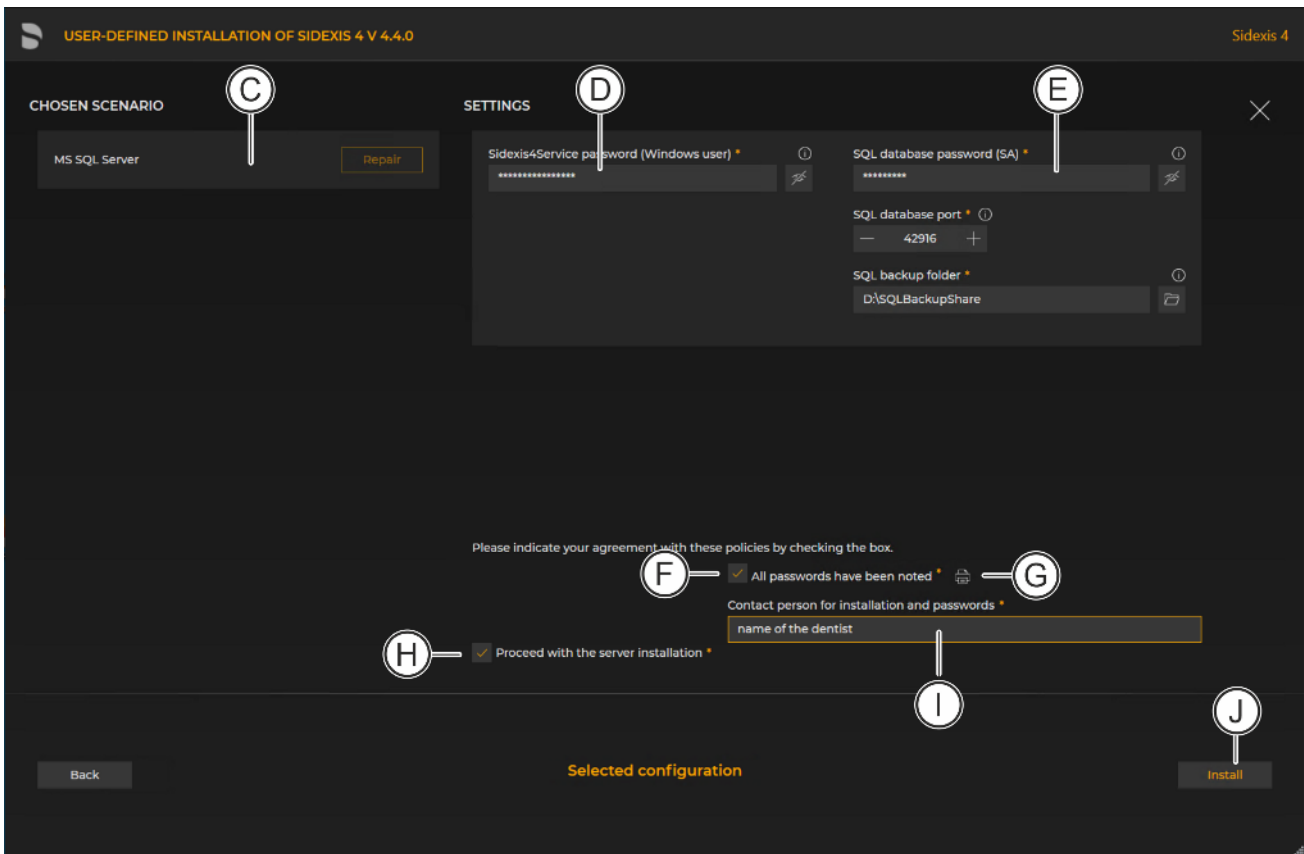 USER-DEFINED INSTALLATION OF SIDEXIS 4 V 4.4.0
Sidexis 4
C
D
E
CHOSEN SCENARIO
SETTINGS
MS SQL Server
Repair
Sidexis4Service password (Windows user) *
****************
SQL database password (SA) *
*********
SQL database port *
42916
SQL backup folder *
D:\SQLBackupShare
Please indicate your agreement with these policies by checking the box.
F
All passwords have been noted *
G
Contact person for installation and passwords *
name of the dentist
H
Proceed with the server installation *
I
J
Back
Selected configuration
Install